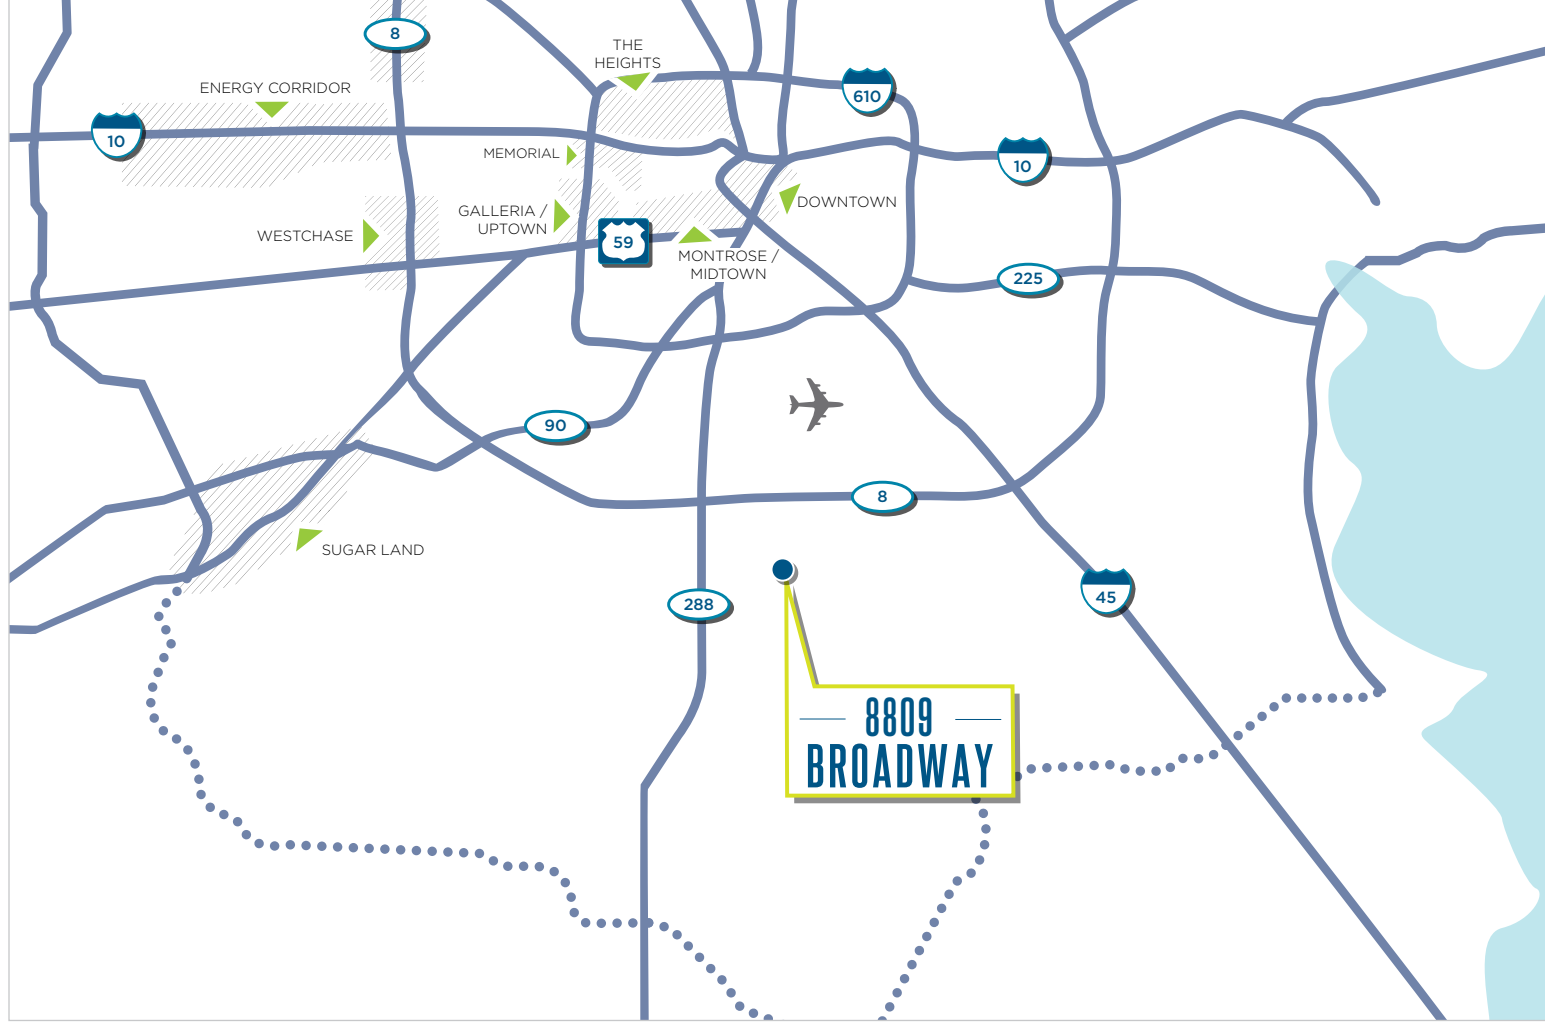 8
THE
HEIGHTS
ENERGY CORRIDOR
610
10
MEMORIAL
10
GALLERIA /
UPTOWN
DOWNTOWN
WESTCHASE
59
MONTROSE /
MIDTOWN
225
90
8
SUGAR LAND
288
45
8809
BROADWAY